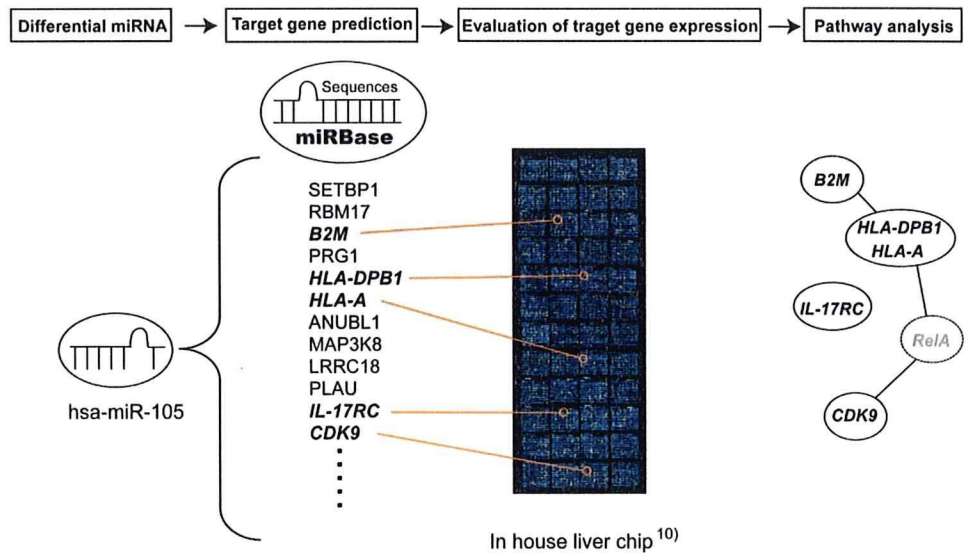 Differential miRNA
Target gene prediction
Evaluation of traget gene expression
Pathway analysis
Sequences
miRBase
SETBP1
RBM17
B2M
PRG1
HLA-DPB1
HLA-A
ANUBL1
MAP3K8
LRRC18
PLAU
IL-17RC
CDK9
hsa-miR-105
In house liver chip 10)
B2M
HLA-DPB1
HLA-A
IL-17RC
RelA
CDK9